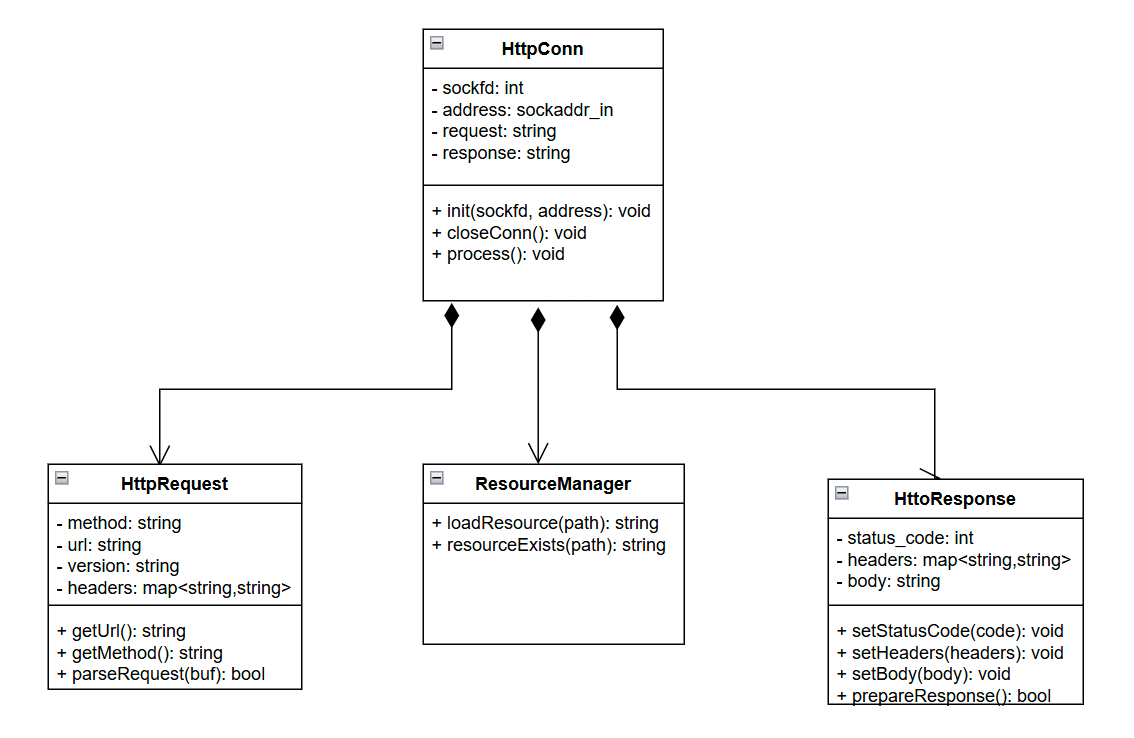 HttpConn
- sockfd: int
- address: sockaddr_in
- request: string
- response: string
+ init(sockfd, address): void
+ closeConn(): void
+ process(): void
HttpRequest
- method: string
- url: string
- version: string
- headers: map<string,string>
+ getUrl(): string
+ getMethod(): string
+ parseRequest(buf): bool
ResourceManager
+ loadResource(path): string
+ resourceExists(path): string
HttoResponse
- status_code: int
- headers: map<string,string>
- body: string
+ setStatusCode(code): void
+ setHeaders(headers): void
+ setBody(body): void
+ prepareResponse(): bool